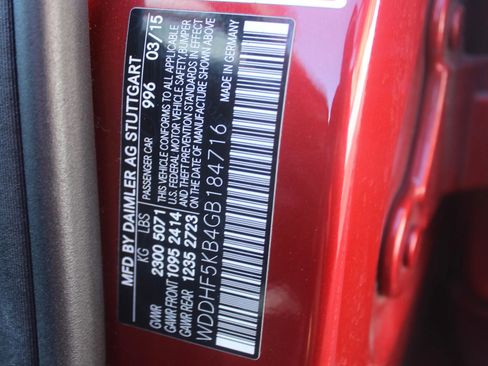 MFD BY DAIMLER AG STUTTGART
PASSENGER CAR 996 03/15
KG LBS
GVWR 2300 5071
GAWR FRONT 1095 2414
GAWR REAR 1235 2723
THIS VEHICLE CONFORMS TO ALL APPLICABLE
U.S. FEDERAL MOTOR VEHICLE SAFETY, BUMPER
AND THEFT PREVENTION STANDARDS IN EFFECT
ON THE DATE OF MANUFACTURE SHOWN ABOVE
WDDHF5KB4GB184716
MADE IN GERMANY